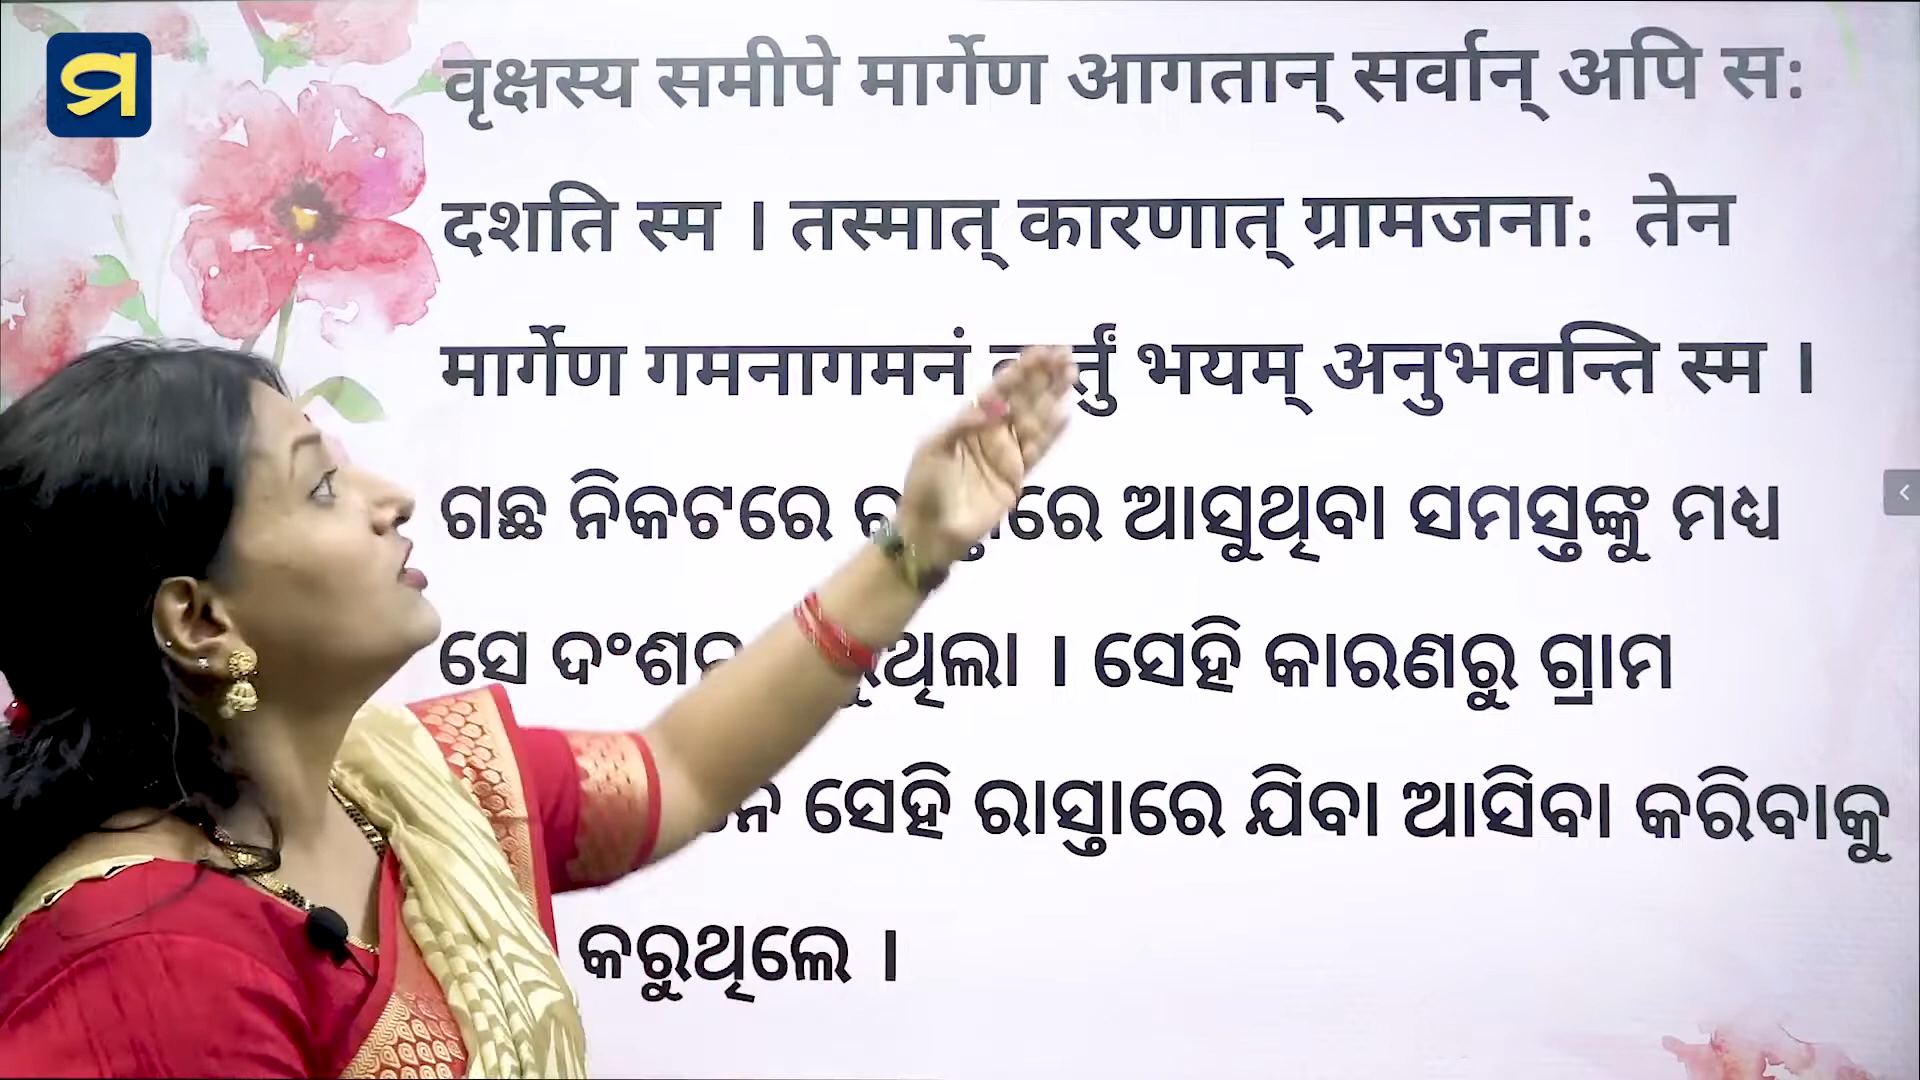 ମ
वृक्षस्य समीपे मार्गेण आगतान् सर्वान् अपि सः
दशति स्म । तस्मात् कारणात् ग्रामजनाः तेन
मार्गेण गमनागमनं भयम् अनुभवन्ति स्म ।
ଗଛ ନିକଟରେ ଆସୁଥିବା ସମସ୍ତଙ୍କୁ ମଧ୍ୟ
ସେ । ସେହି କାରଣରୁ ଗ୍ରାମ
ସେହି ରାସ୍ତାରେ ଯିବା ଆସିବା କରିବାକୁ
କରୁଥିଲେ ।